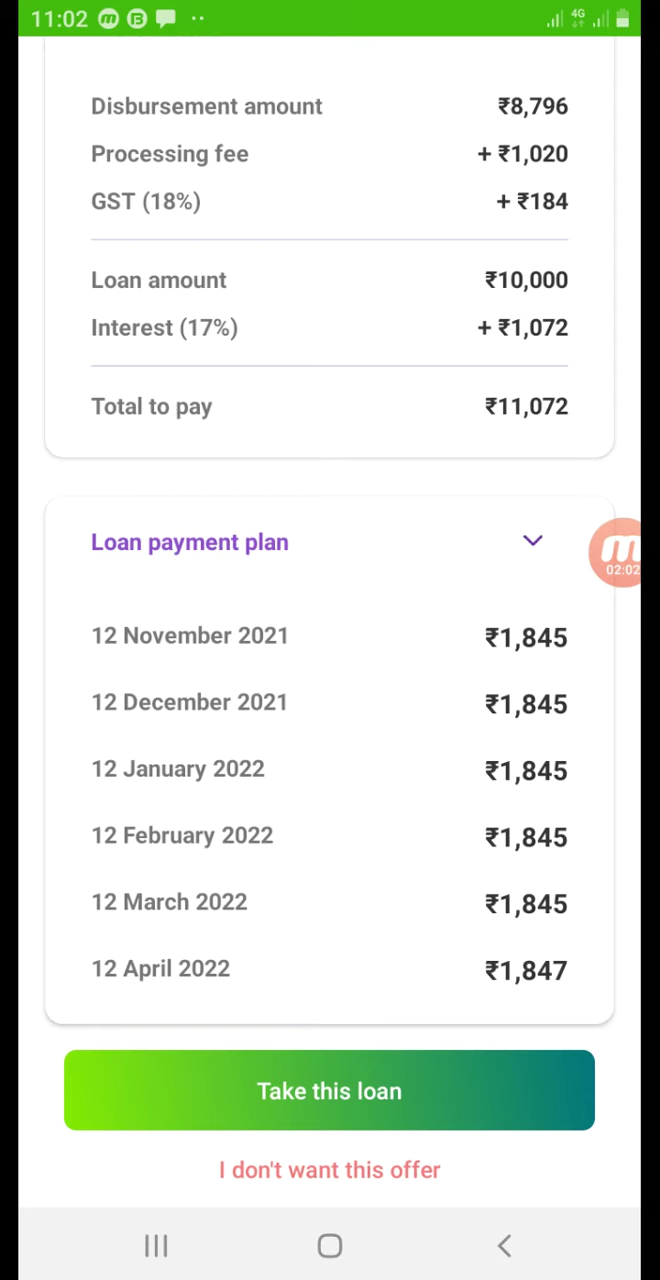 11:02
4G
Disbursement amount ₹8,796
Processing fee + ₹1,020
GST (18%) + ₹184
Loan amount ₹10,000
Interest (17%) + ₹1,072
Total to pay ₹11,072
Loan payment plan
02:02
12 November 2021 ₹1,845
12 December 2021 ₹1,845
12 January 2022 ₹1,845
12 February 2022 ₹1,845
12 March 2022 ₹1,845
12 April 2022 ₹1,847
Take this loan
I don't want this offer